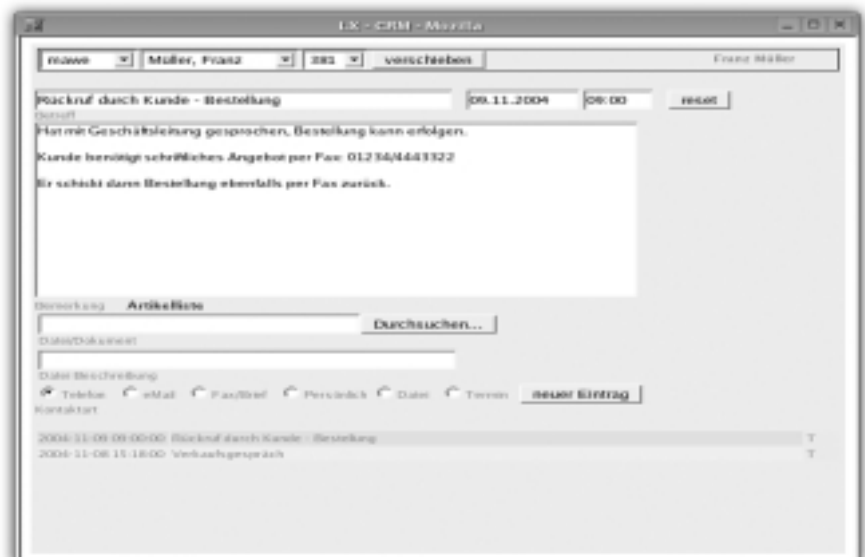 LX - CRM - Mozilla
mawe Müller, Franz 381 verschieben Franz Müller
Rückruf durch Kunde - Bestellung 09.11.2004 09:00 reset
Betreff
Hat mit Geschäftsleitung gesprochen, Bestellung kann erfolgen.
Kunde benötigt schriftliches Angebot per Fax: 01234/4443322
Er schickt dann Bestellung ebenfalls per Fax zurück.
Bemerkung Artikelliste
Durchsuchen...
Datei/Dokument
Datei Beschreibung
Telefon eMail Fax/Brief Persönlich Datei Termin neuer Eintrag
Kontaktart
2004-11-09 09:00:00 Rückruf durch Kunde - Bestellung T
2004-11-08 15:18:00 Verkaufsgespräch T